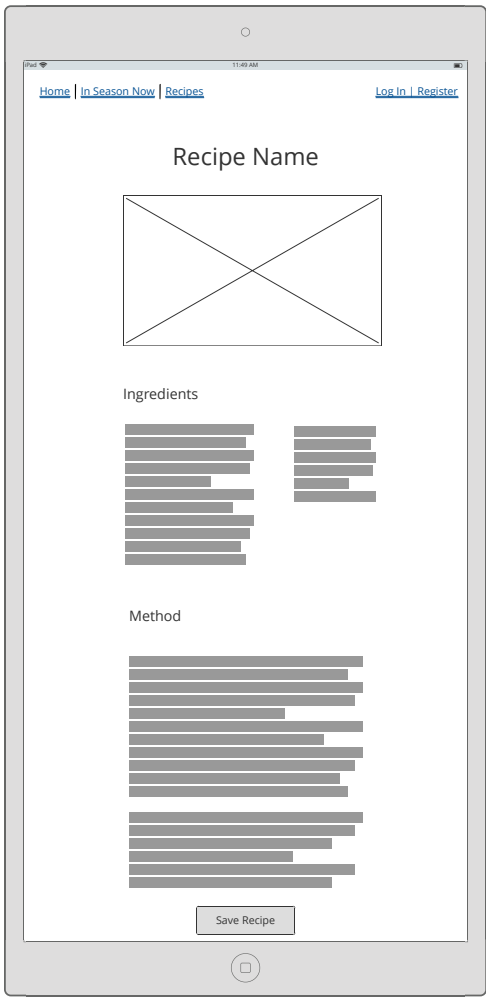 iPad 11:49 AM
Home | In Season Now | Recipes Log In | Register
Recipe Name
Ingredients
Method
Save Recipe